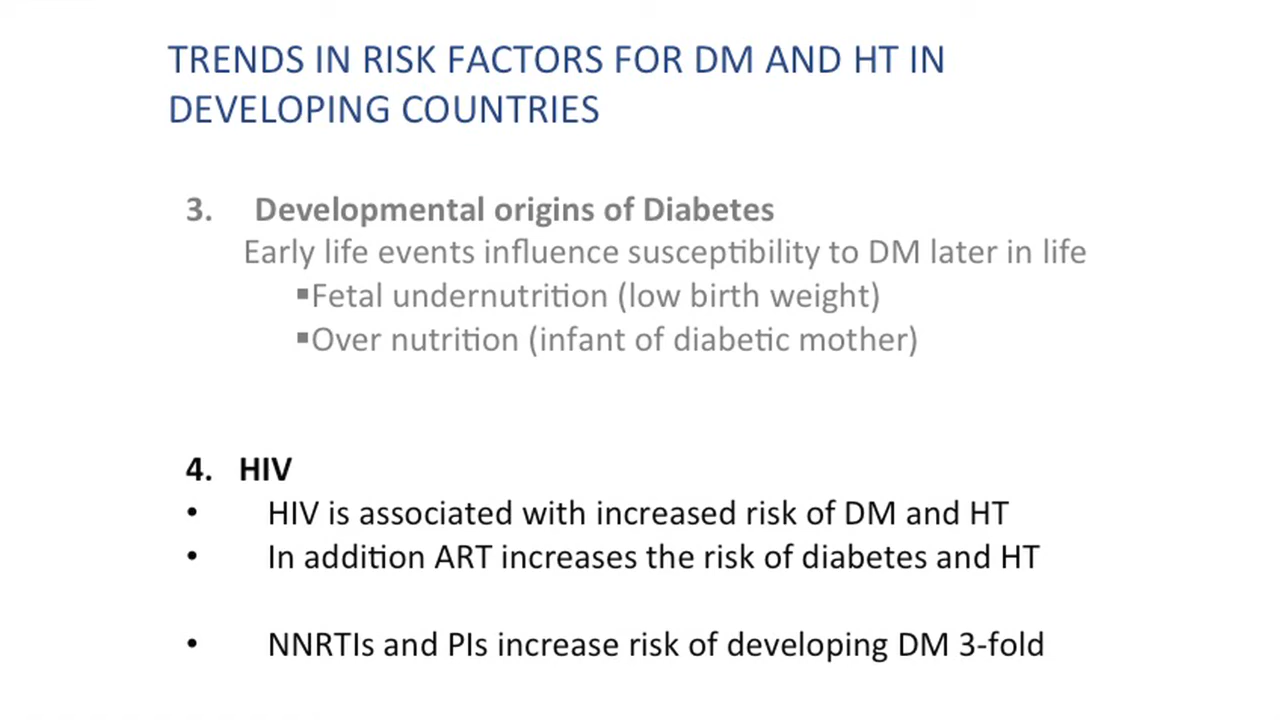 TRENDS IN RISK FACTORS FOR DM AND HT IN
DEVELOPING COUNTRIES
3. Developmental origins of Diabetes
Early life events influence susceptibility to DM later in life
▪Fetal undernutrition (low birth weight)
▪Over nutrition (infant of diabetic mother)
4. HIV
• HIV is associated with increased risk of DM and HT
• In addition ART increases the risk of diabetes and HT
• NNRTIs and PIs increase risk of developing DM 3-fold